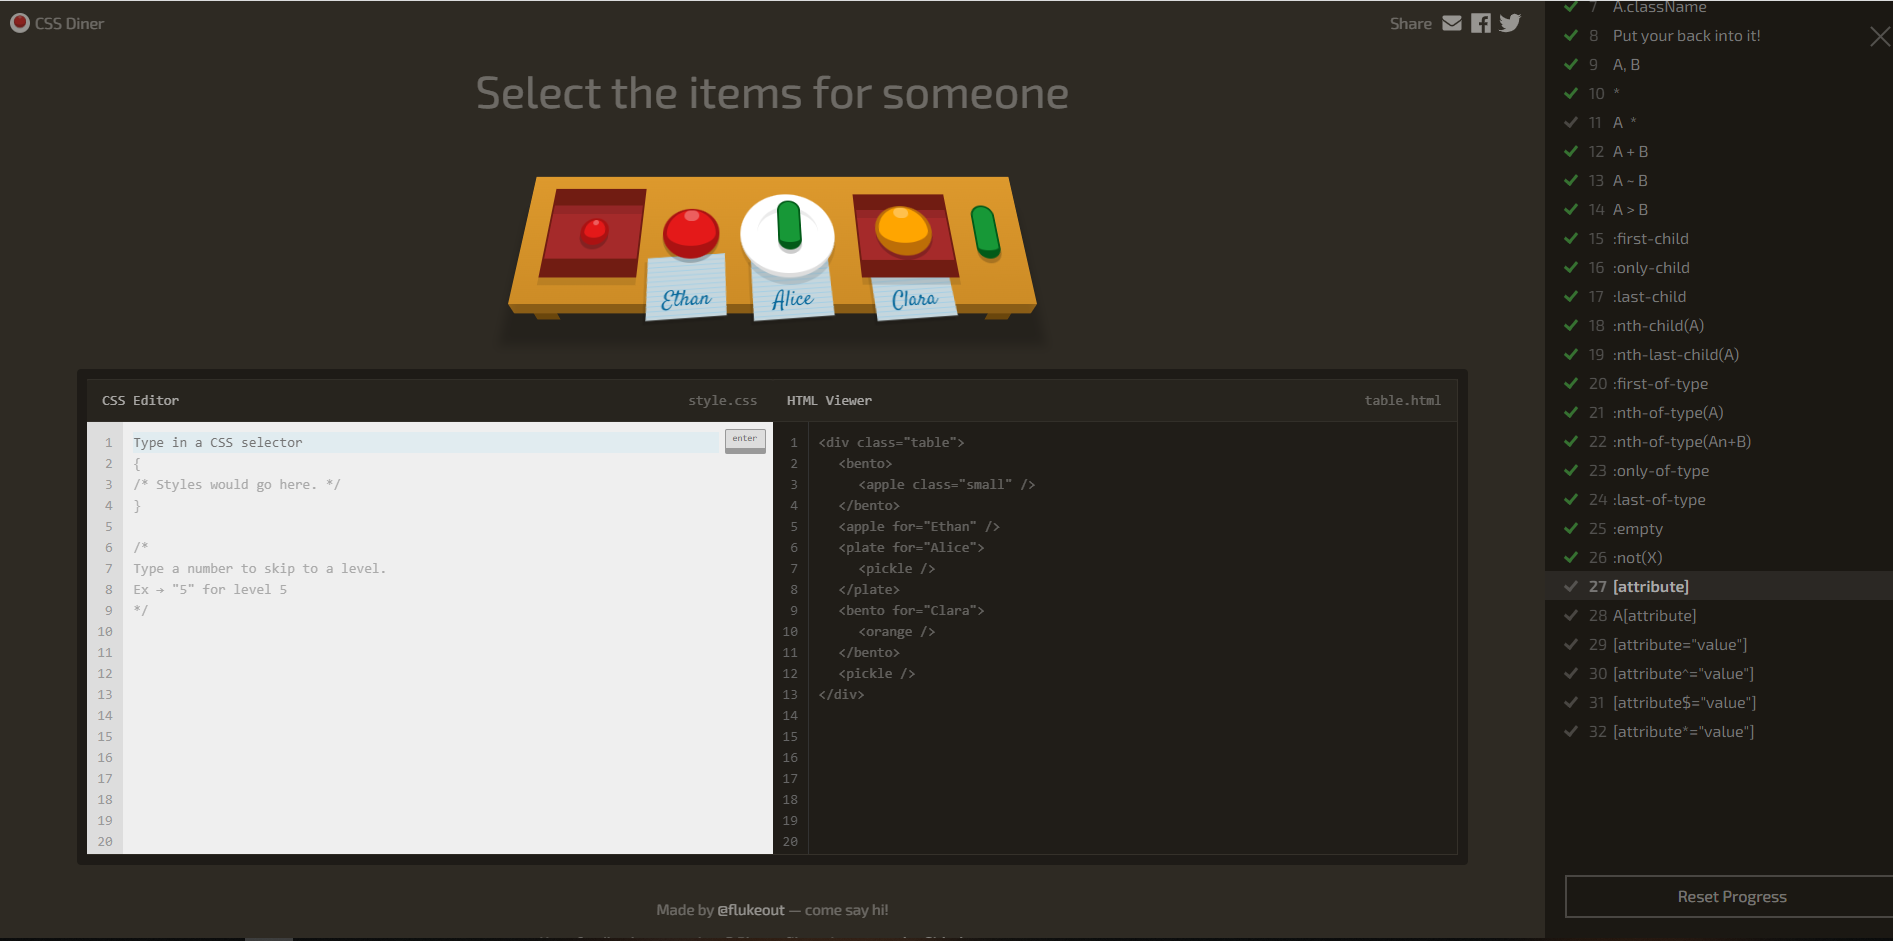 CSS Diner
Share
Select the items for someone
Ethan
Alice
Clara
CSS Editor
style.css
1 Type in a CSS selector
enter
2 {
3 /* Styles would go here. */
4 }
5
6 /*
7 Type a number to skip to a level.
8 Ex → "5" for level 5
9 */
10
11
12
13
14
15
16
17
18
19
20
HTML Viewer
table.html
1 <div class="table">
2 <bento>
3 <apple class="small" />
4 </bento>
5 <apple for="Ethan" />
6 <plate for="Alice">
7 <pickle />
8 </plate>
9 <bento for="Clara">
10 <orange />
11 </bento>
12 <pickle />
13 </div>
14
15
16
17
18
19
20
Made by @flukeout — come say hi!
7 A.className
8 Put your back into it!
9 A, B
10 *
11 A *
12 A + B
13 A ~ B
14 A > B
15 :first-child
16 :only-child
17 :last-child
18 :nth-child(A)
19 :nth-last-child(A)
20 :first-of-type
21 :nth-of-type(A)
22 :nth-of-type(An+B)
23 :only-of-type
24 :last-of-type
25 :empty
26 :not(X)
27 [attribute]
28 A[attribute]
29 [attribute="value"]
30 [attribute^="value"]
31 [attribute$="value"]
32 [attribute*="value"]
Reset Progress